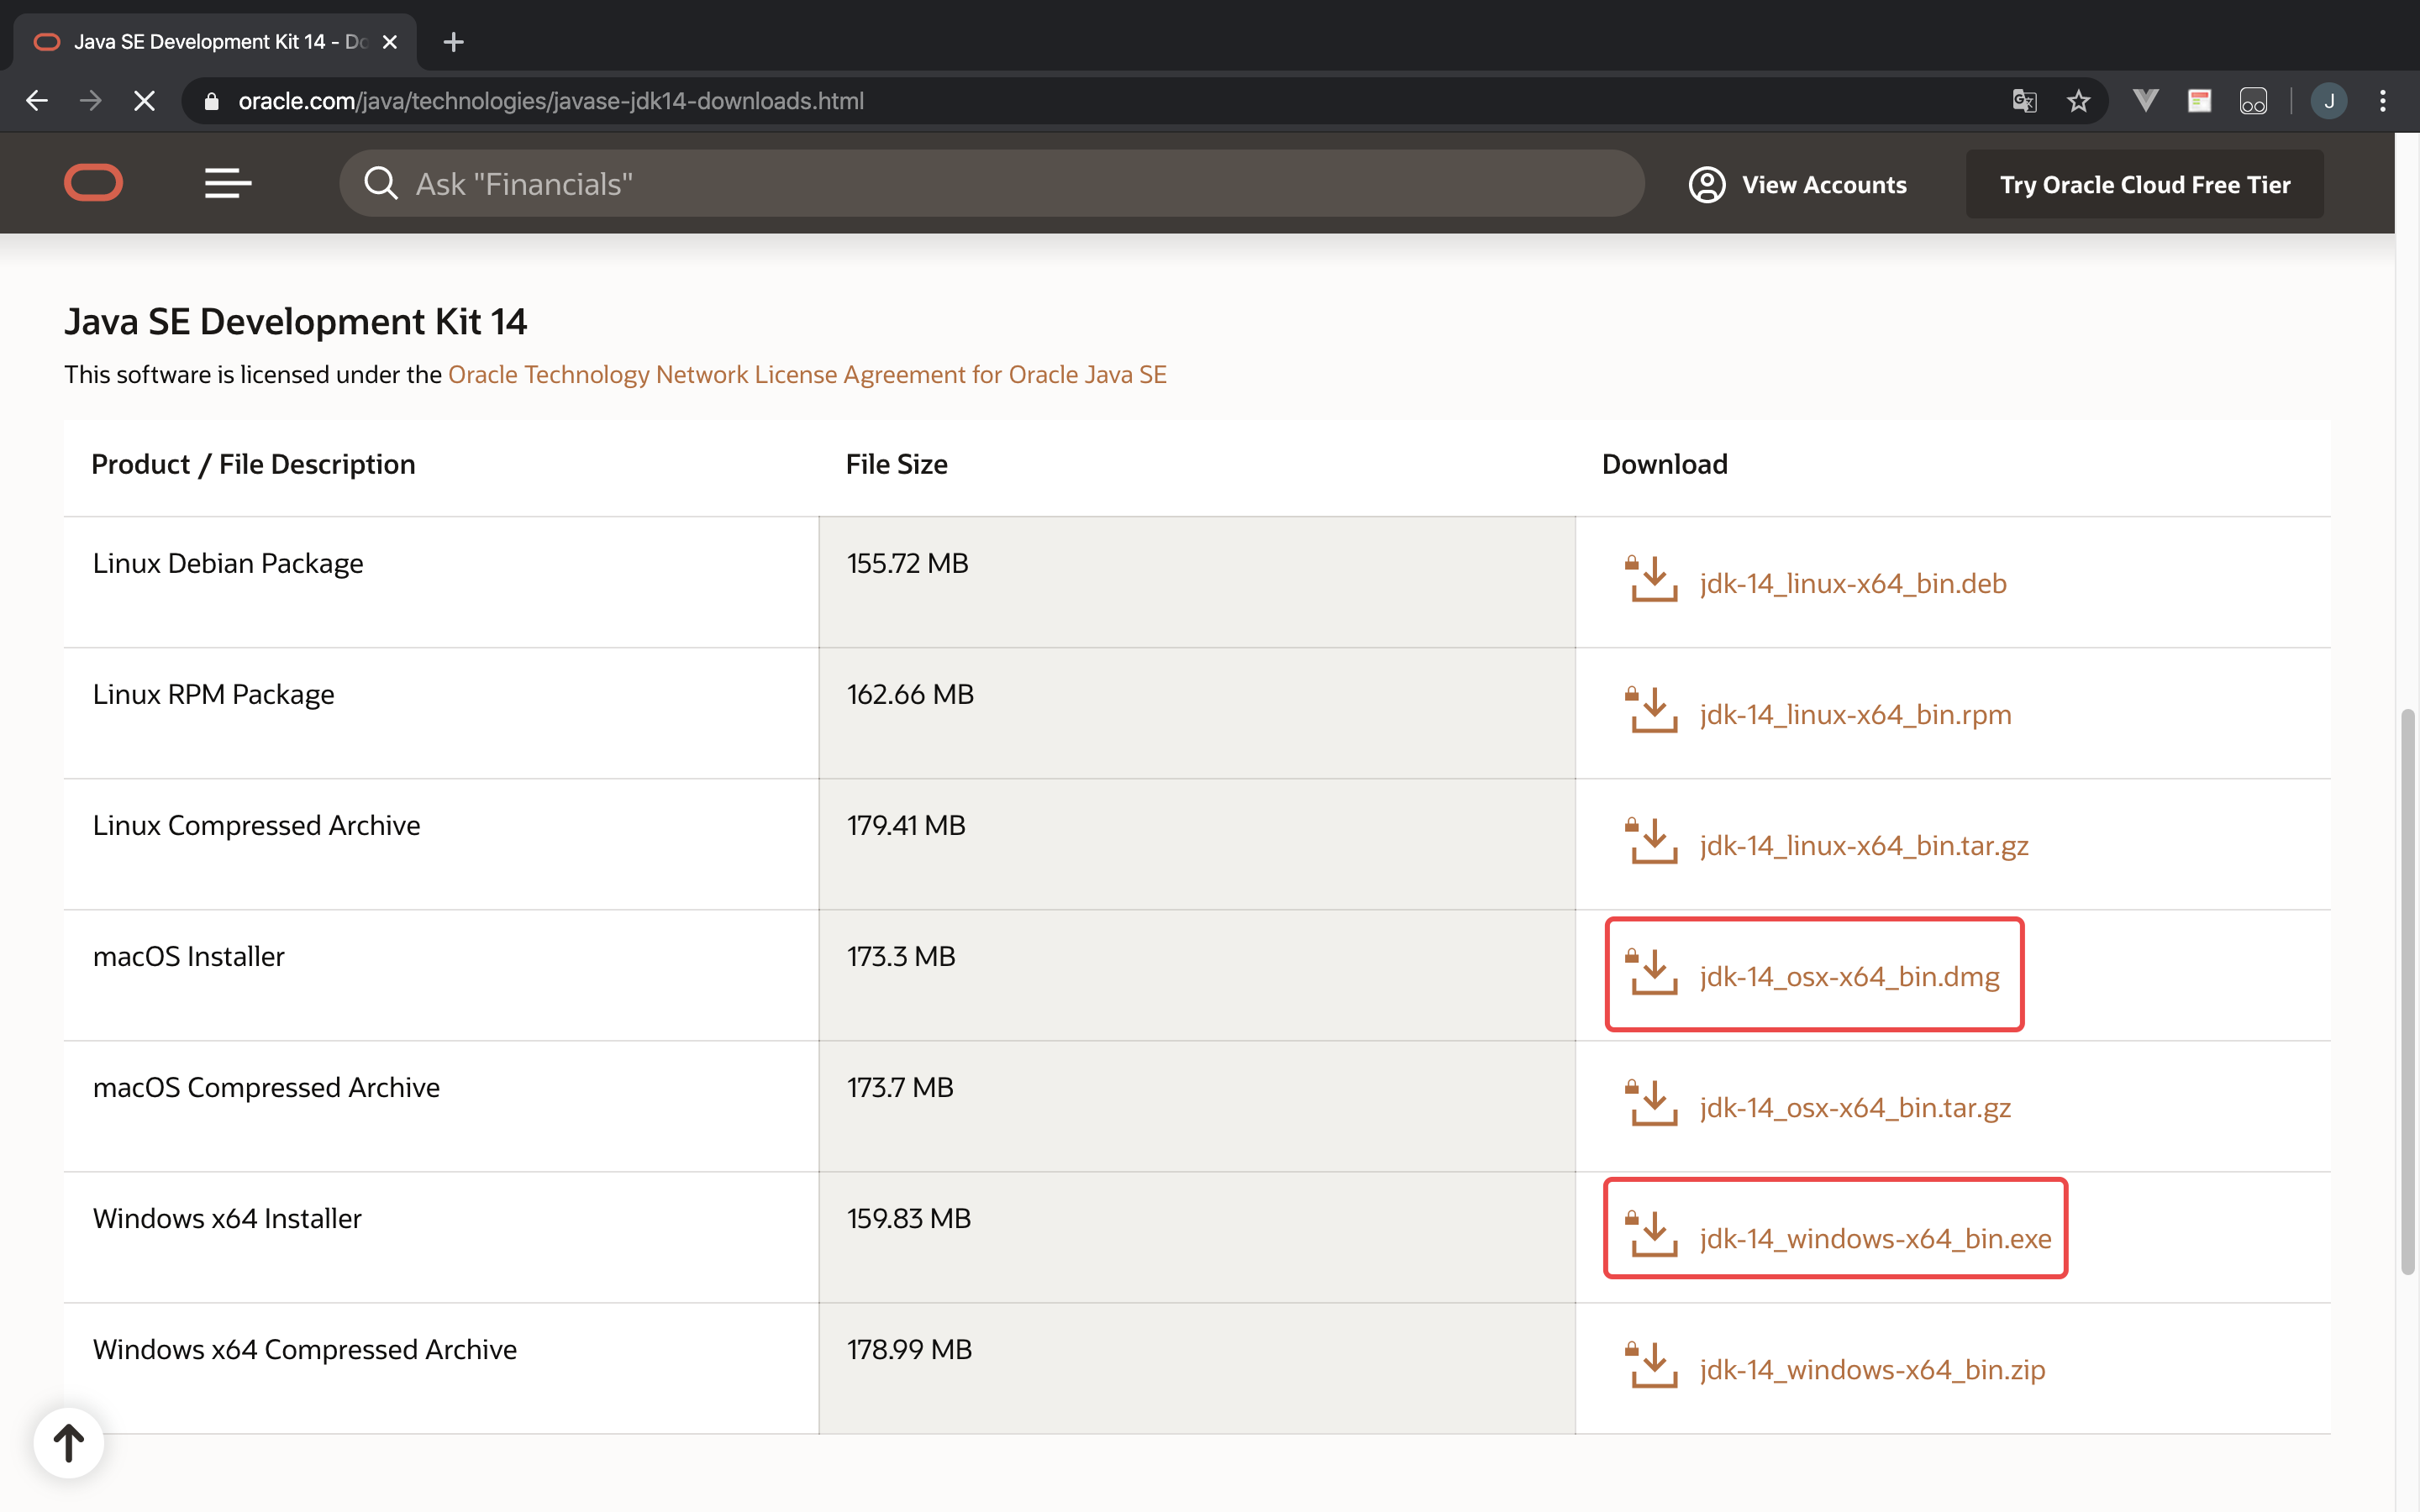 Java SE Development Kit 14 - Do
oracle.com/java/technologies/javase-jdk14-downloads.html
J
Ask "Financials"
View Accounts
Try Oracle Cloud Free Tier
Java SE Development Kit 14
This software is licensed under the Oracle Technology Network License Agreement for Oracle Java SE
Product / File Description File Size Download
Linux Debian Package 155.72 MB jdk-14_linux-x64_bin.deb
Linux RPM Package 162.66 MB jdk-14_linux-x64_bin.rpm
Linux Compressed Archive 179.41 MB jdk-14_linux-x64_bin.tar.gz
macOS Installer 173.3 MB jdk-14_osx-x64_bin.dmg
macOS Compressed Archive 173.7 MB jdk-14_osx-x64_bin.tar.gz
Windows x64 Installer 159.83 MB jdk-14_windows-x64_bin.exe
Windows x64 Compressed Archive 178.99 MB jdk-14_windows-x64_bin.zip